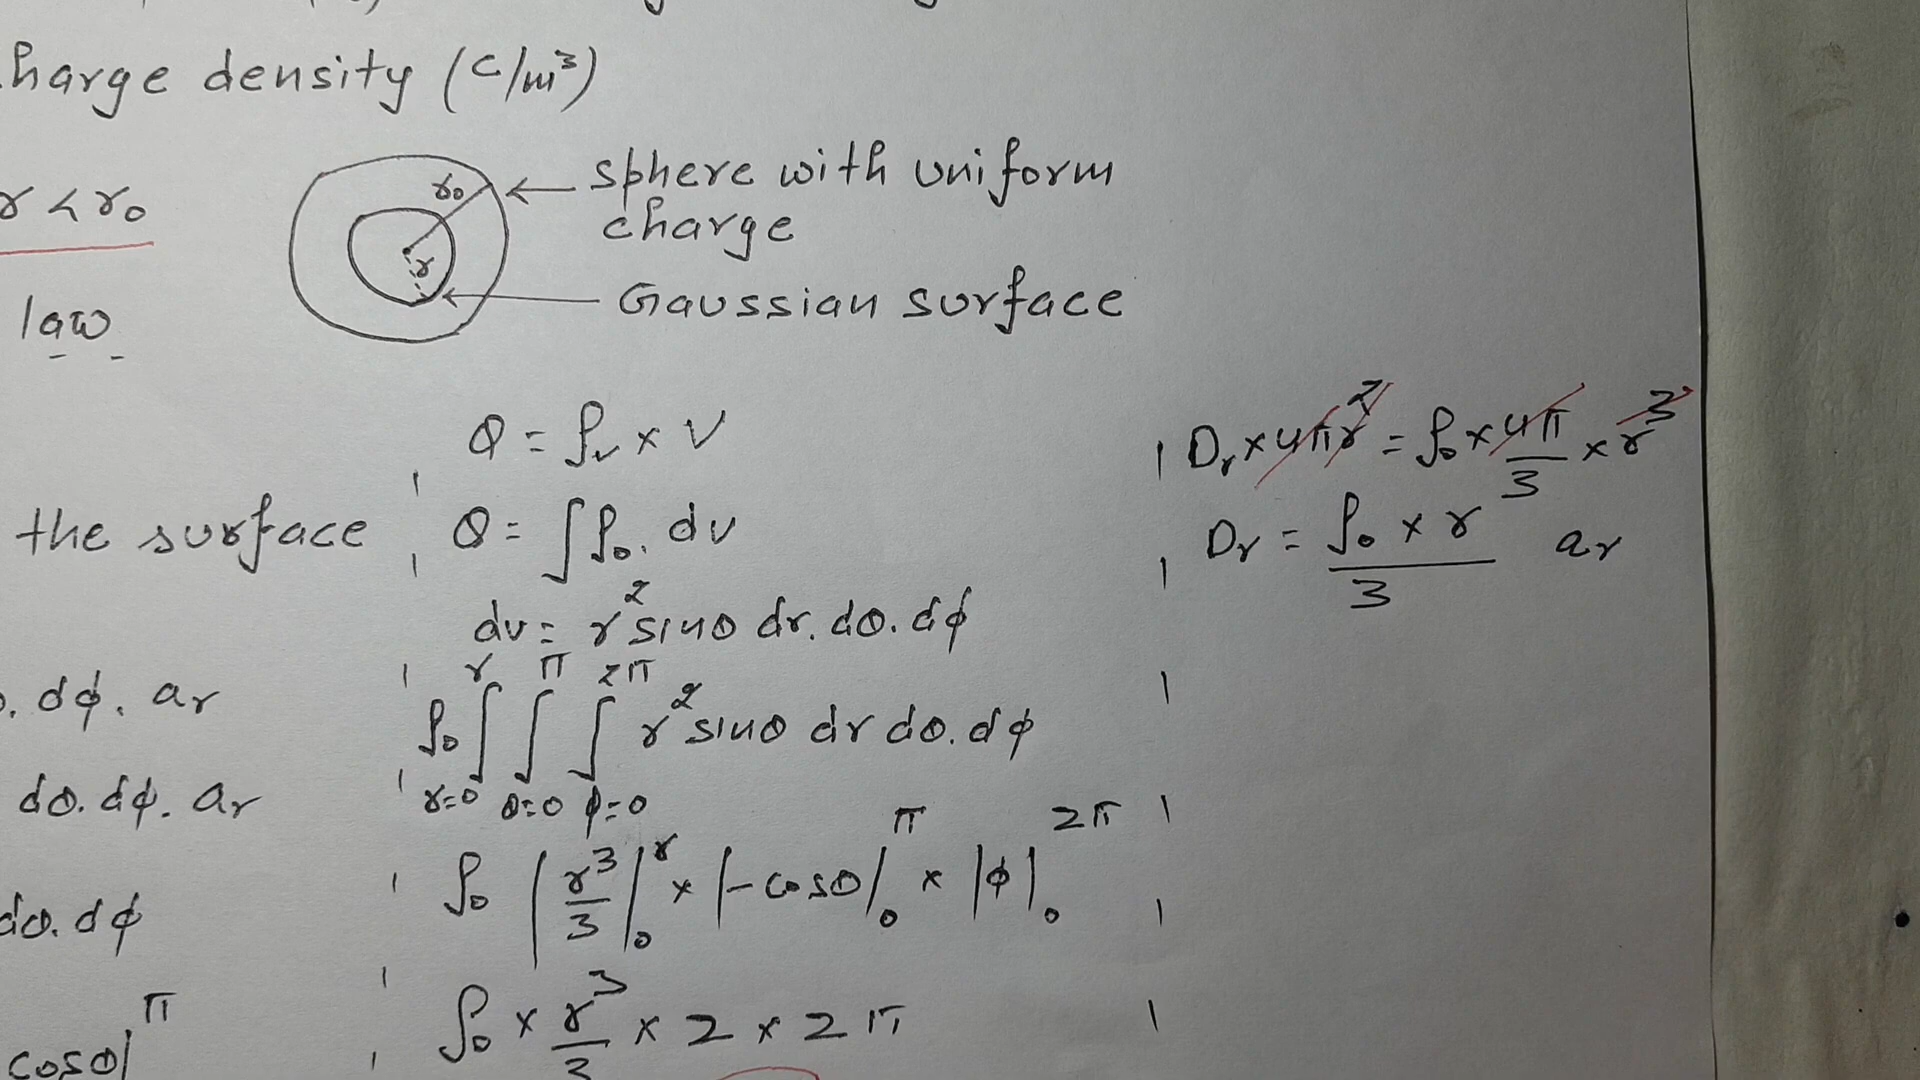 charge density (C/m³)
r < r₀
r₀
sphere with uniform
charge
r
Gaussian surface
law
Q = ρᵥ × V
the surface
Q = ∫ρ₀. dv
dv = r² sinθ dr. dθ. dφ
. dφ. ar
ρ₀ ∫ r=0 r ∫ θ=0 π ∫ φ=0 2π r² sinθ dr dθ. dφ
dθ. dφ. ar
ρ₀ |r³/3|₀ r × |-cosθ|₀ π × |φ|₀ 2π
dθ. dφ
ρ₀ × r³/3 × 2 × 2π
cosθ| π
Dr × 4πr² = ρ₀ × 4π/3 × r³
Dr = ρ₀ × r / 3 ar